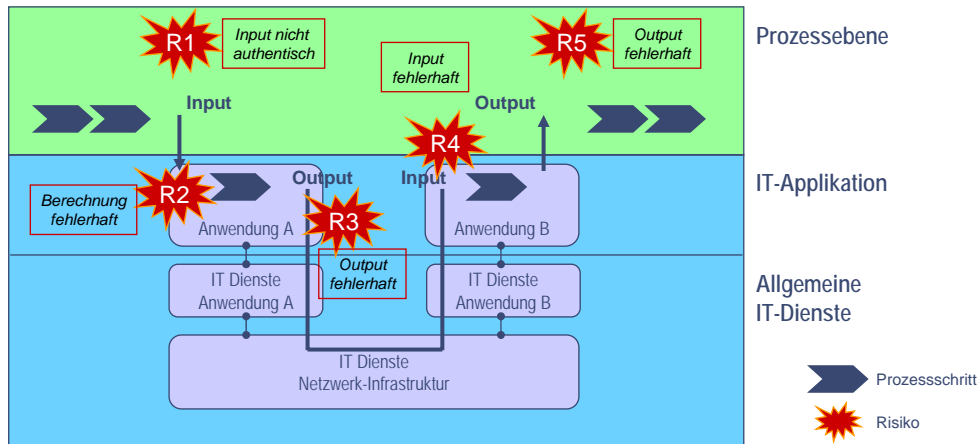 R1
Input nicht
authentisch
Input
fehlerhaft
R5
Output
fehlerhaft
Prozessebene
Input
Output
R4
R2
Berechnung
fehlerhaft
Output
Input
R3
Anwendung A
Anwendung B
IT-Applikation
Output
fehlerhaft
IT Dienste
Anwendung A
IT Dienste
Anwendung B
Allgemeine
IT-Dienste
IT Dienste
Netzwerk-Infrastruktur
Prozessschritt
Risiko